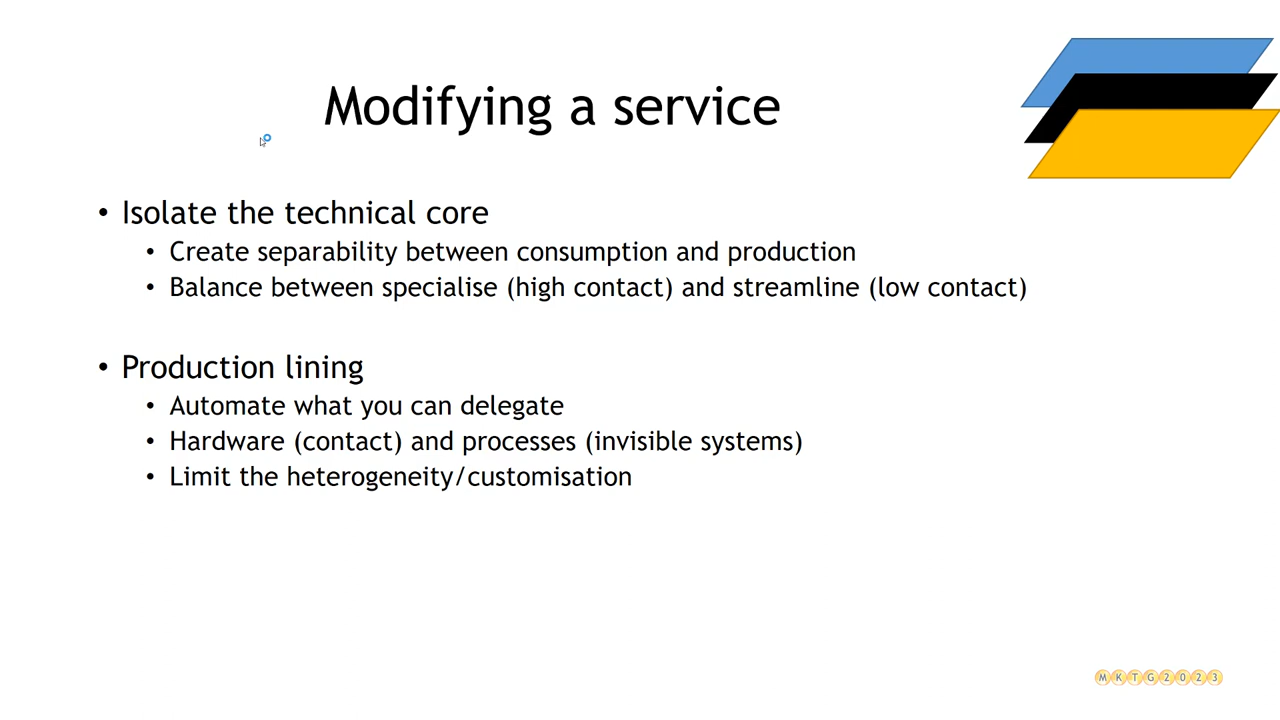 Modifying a service
• Isolate the technical core
• Create separability between consumption and production
• Balance between specialise (high contact) and streamline (low contact)
• Production lining
• Automate what you can delegate
• Hardware (contact) and processes (invisible systems)
• Limit the heterogeneity/customisation
MKTG2023